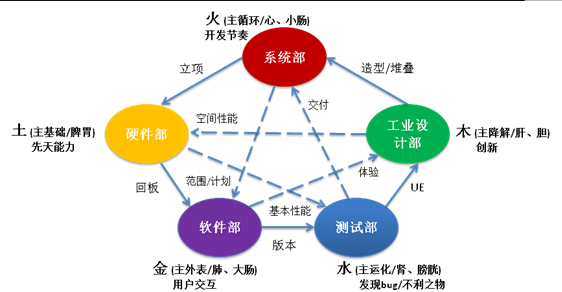 火 (主循环/心、小肠)
开发节奏
系统部
立项
造型/堆叠
空间性能
交付
土 (主基础/脾胃)
先天能力
硬件部
工业设
计部
木 (主降解/肝、胆)
创新
回板
范围/计划
体验
基本性能
UE
软件部
测试部
版本
金 (主外表/肺、大肠)
用户交互
水 (主运化/肾、膀胱)
发现bug/不利之物